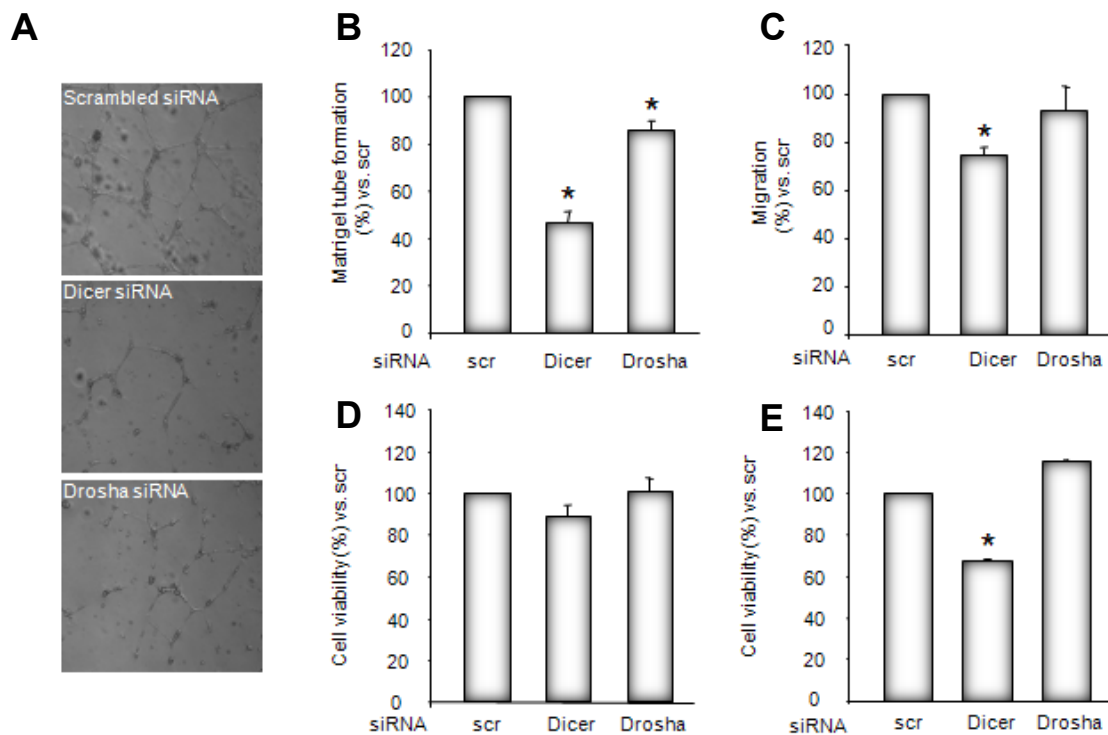 A
Scrambled siRNA
Dicer siRNA
Drosha siRNA
B
Matrigel tube formation
(%) vs. scr
120
100
80
60
40
20
0
*
*
siRNA scr Dicer Drosha
C
Migration
(%) vs. scr
120
100
80
60
40
20
0
*
siRNA scr Dicer Drosha
D
Cell viability (%) vs. scr
140
120
100
80
60
40
20
0
siRNA scr Dicer Drosha
E
Cell viability (%) vs. scr
140
120
100
80
60
40
20
0
*
siRNA scr Dicer Drosha